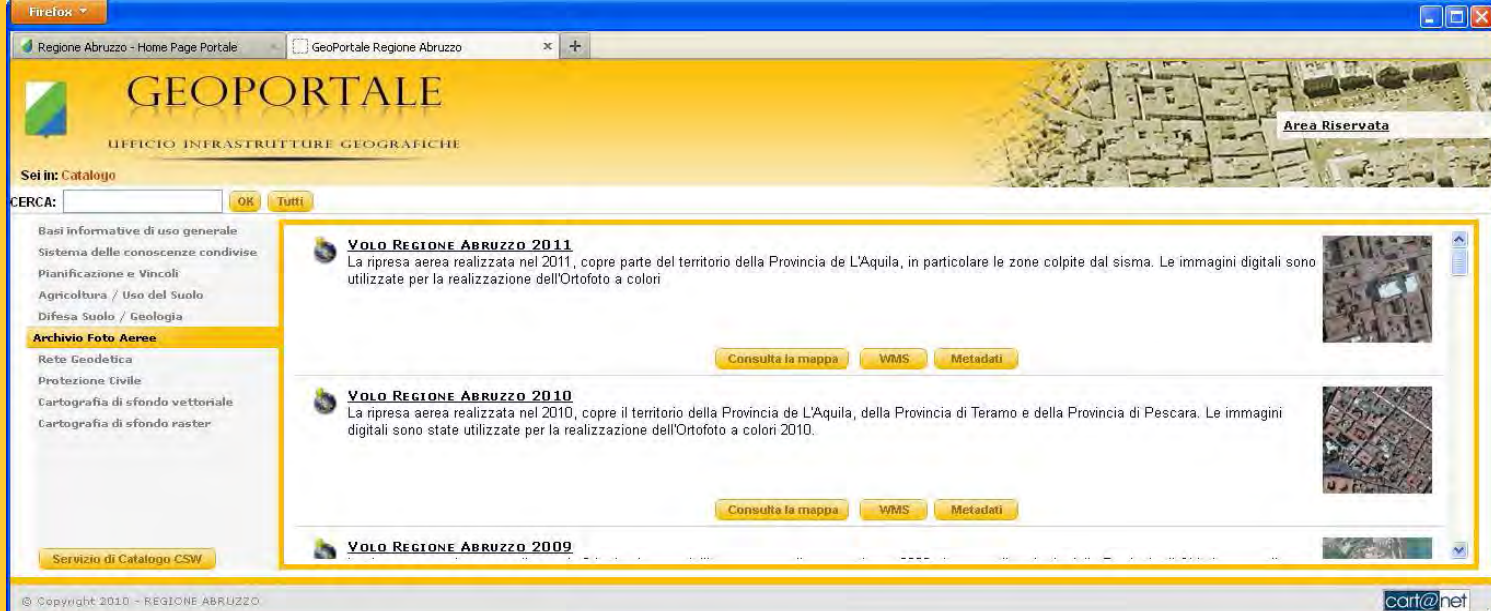 Firefox
Regione Abruzzo - Home Page Portale
GeoPortale Regione Abruzzo
GEOPORTALE
UFFICIO INFRASTRUTTURE GEOGRAFICHE
Area Riservata
Sei in: Catalogo
CERCA:
OK
Tutti
Basi informative di uso generale
Sistema delle conoscenze condivise
Pianificazione e Vincoli
Agricoltura / Uso del Suolo
Difesa Suolo / Geologia
Archivio Foto Aeree
Rete Geodetica
Protezione Civile
Cartografia di sfondo vettoriale
Cartografia di sfondo raster
Servizio di Catalogo CSW
VOLO REGIONE ABRUZZO 2011
La ripresa aerea realizzata nel 2011, copre parte del territorio della Provincia de L'Aquila, in particolare le zone colpite dal sisma. Le immagini digitali sono
utilizzate per la realizzazione dell'Ortofoto a colori
Consulta la mappa
WMS
Metadati
VOLO REGIONE ABRUZZO 2010
La ripresa aerea realizzata nel 2010, copre il territorio della Provincia de L'Aquila, della Provincia di Teramo e della Provincia di Pescara. Le immagini
digitali sono state utilizzate per la realizzazione dell'Ortofoto a colori 2010.
Consulta la mappa
WMS
Metadati
VOLO REGIONE ABRUZZO 2009
© Copyright 2010 - REGIONE ABRUZZO
cart@net